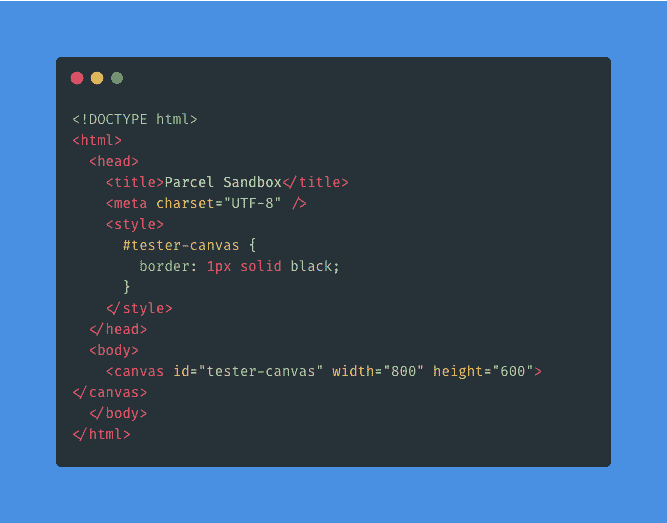 <!DOCTYPE html>
<html>
  <head>
    <title>Parcel Sandbox</title>
    <meta charset="UTF-8" />
    <style>
      #tester-canvas {
        border: 1px solid black;
      }
    </style>
  </head>
  <body>
    <canvas id="tester-canvas" width="800" height="600">
</canvas>
  </body>
</html>